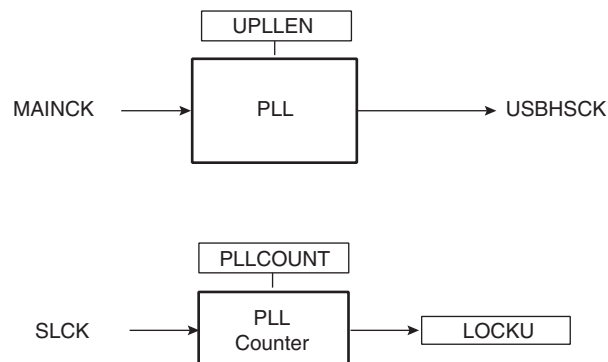 UPLLEN
MAINCK
PLL
USBHSCK
PLLCOUNT
SLCK
PLL
Counter
LOCKU